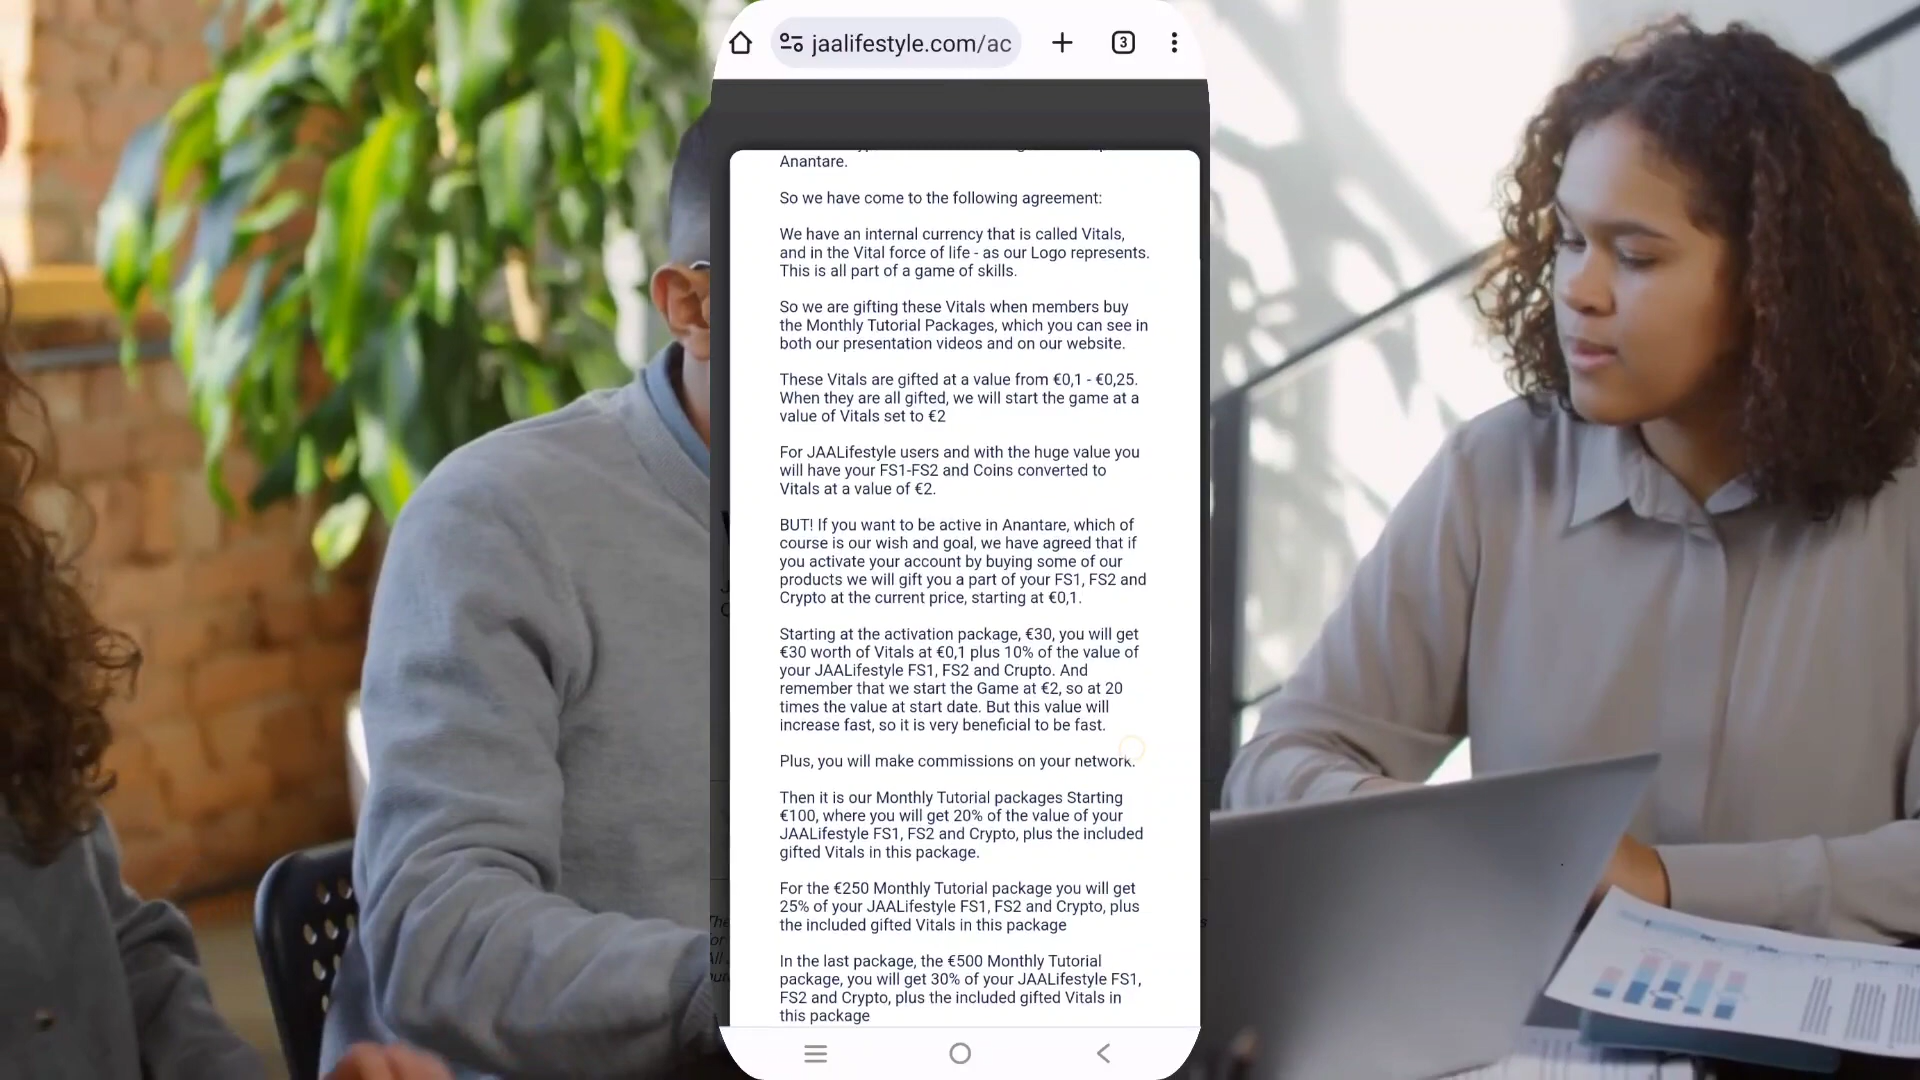 jaalifestyle.com/ac
3
Anantare.
So we have come to the following agreement:
We have an internal currency that is called Vitals,
and in the Vital force of life - as our Logo represents.
This is all part of a game of skills.
So we are gifting these Vitals when members buy
the Monthly Tutorial Packages, which you can see in
both our presentation videos and on our website.
These Vitals are gifted at a value from €0,1 - €0,25.
When they are all gifted, we will start the game at a
value of Vitals set to €2
For JAALifestyle users and with the huge value you
will have your FS1-FS2 and Coins converted to
Vitals at a value of €2.
BUT! If you want to be active in Anantare, which of
course is our wish and goal, we have agreed that if
you activate your account by buying some of our
products we will gift you a part of your FS1, FS2 and
Crypto at the current price, starting at €0,1.
Starting at the activation package, €30, you will get
€30 worth of Vitals at €0,1 plus 10% of the value of
your JAALifestyle FS1, FS2 and Crupto. And
remember that we start the Game at €2, so at 20
times the value at start date. But this value will
increase fast, so it is very beneficial to be fast.
Plus, you will make commissions on your network.
Then it is our Monthly Tutorial packages Starting
€100, where you will get 20% of the value of your
JAALifestyle FS1, FS2 and Crypto, plus the included
gifted Vitals in this package.
For the €250 Monthly Tutorial package you will get
25% of your JAALifestyle FS1, FS2 and Crypto, plus
the included gifted Vitals in this package
In the last package, the €500 Monthly Tutorial
package, you will get 30% of your JAALifestyle FS1,
FS2 and Crypto, plus the included gifted Vitals in
this package